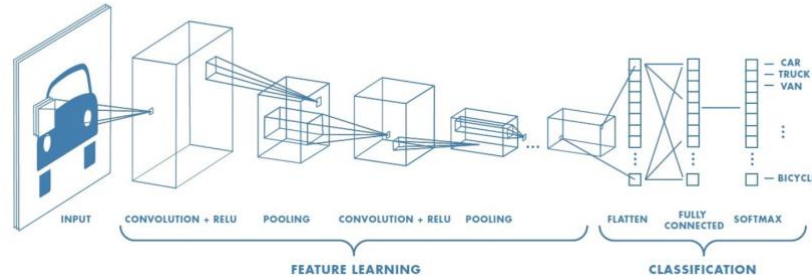 CAR
TRUCK
VAN
BICYCL
INPUT
CONVOLUTION + RELU
POOLING
CONVOLUTION + RELU
POOLING
FLATTEN
FULLY
CONNECTED
SOFTMAX
FEATURE LEARNING
CLASSIFICATION